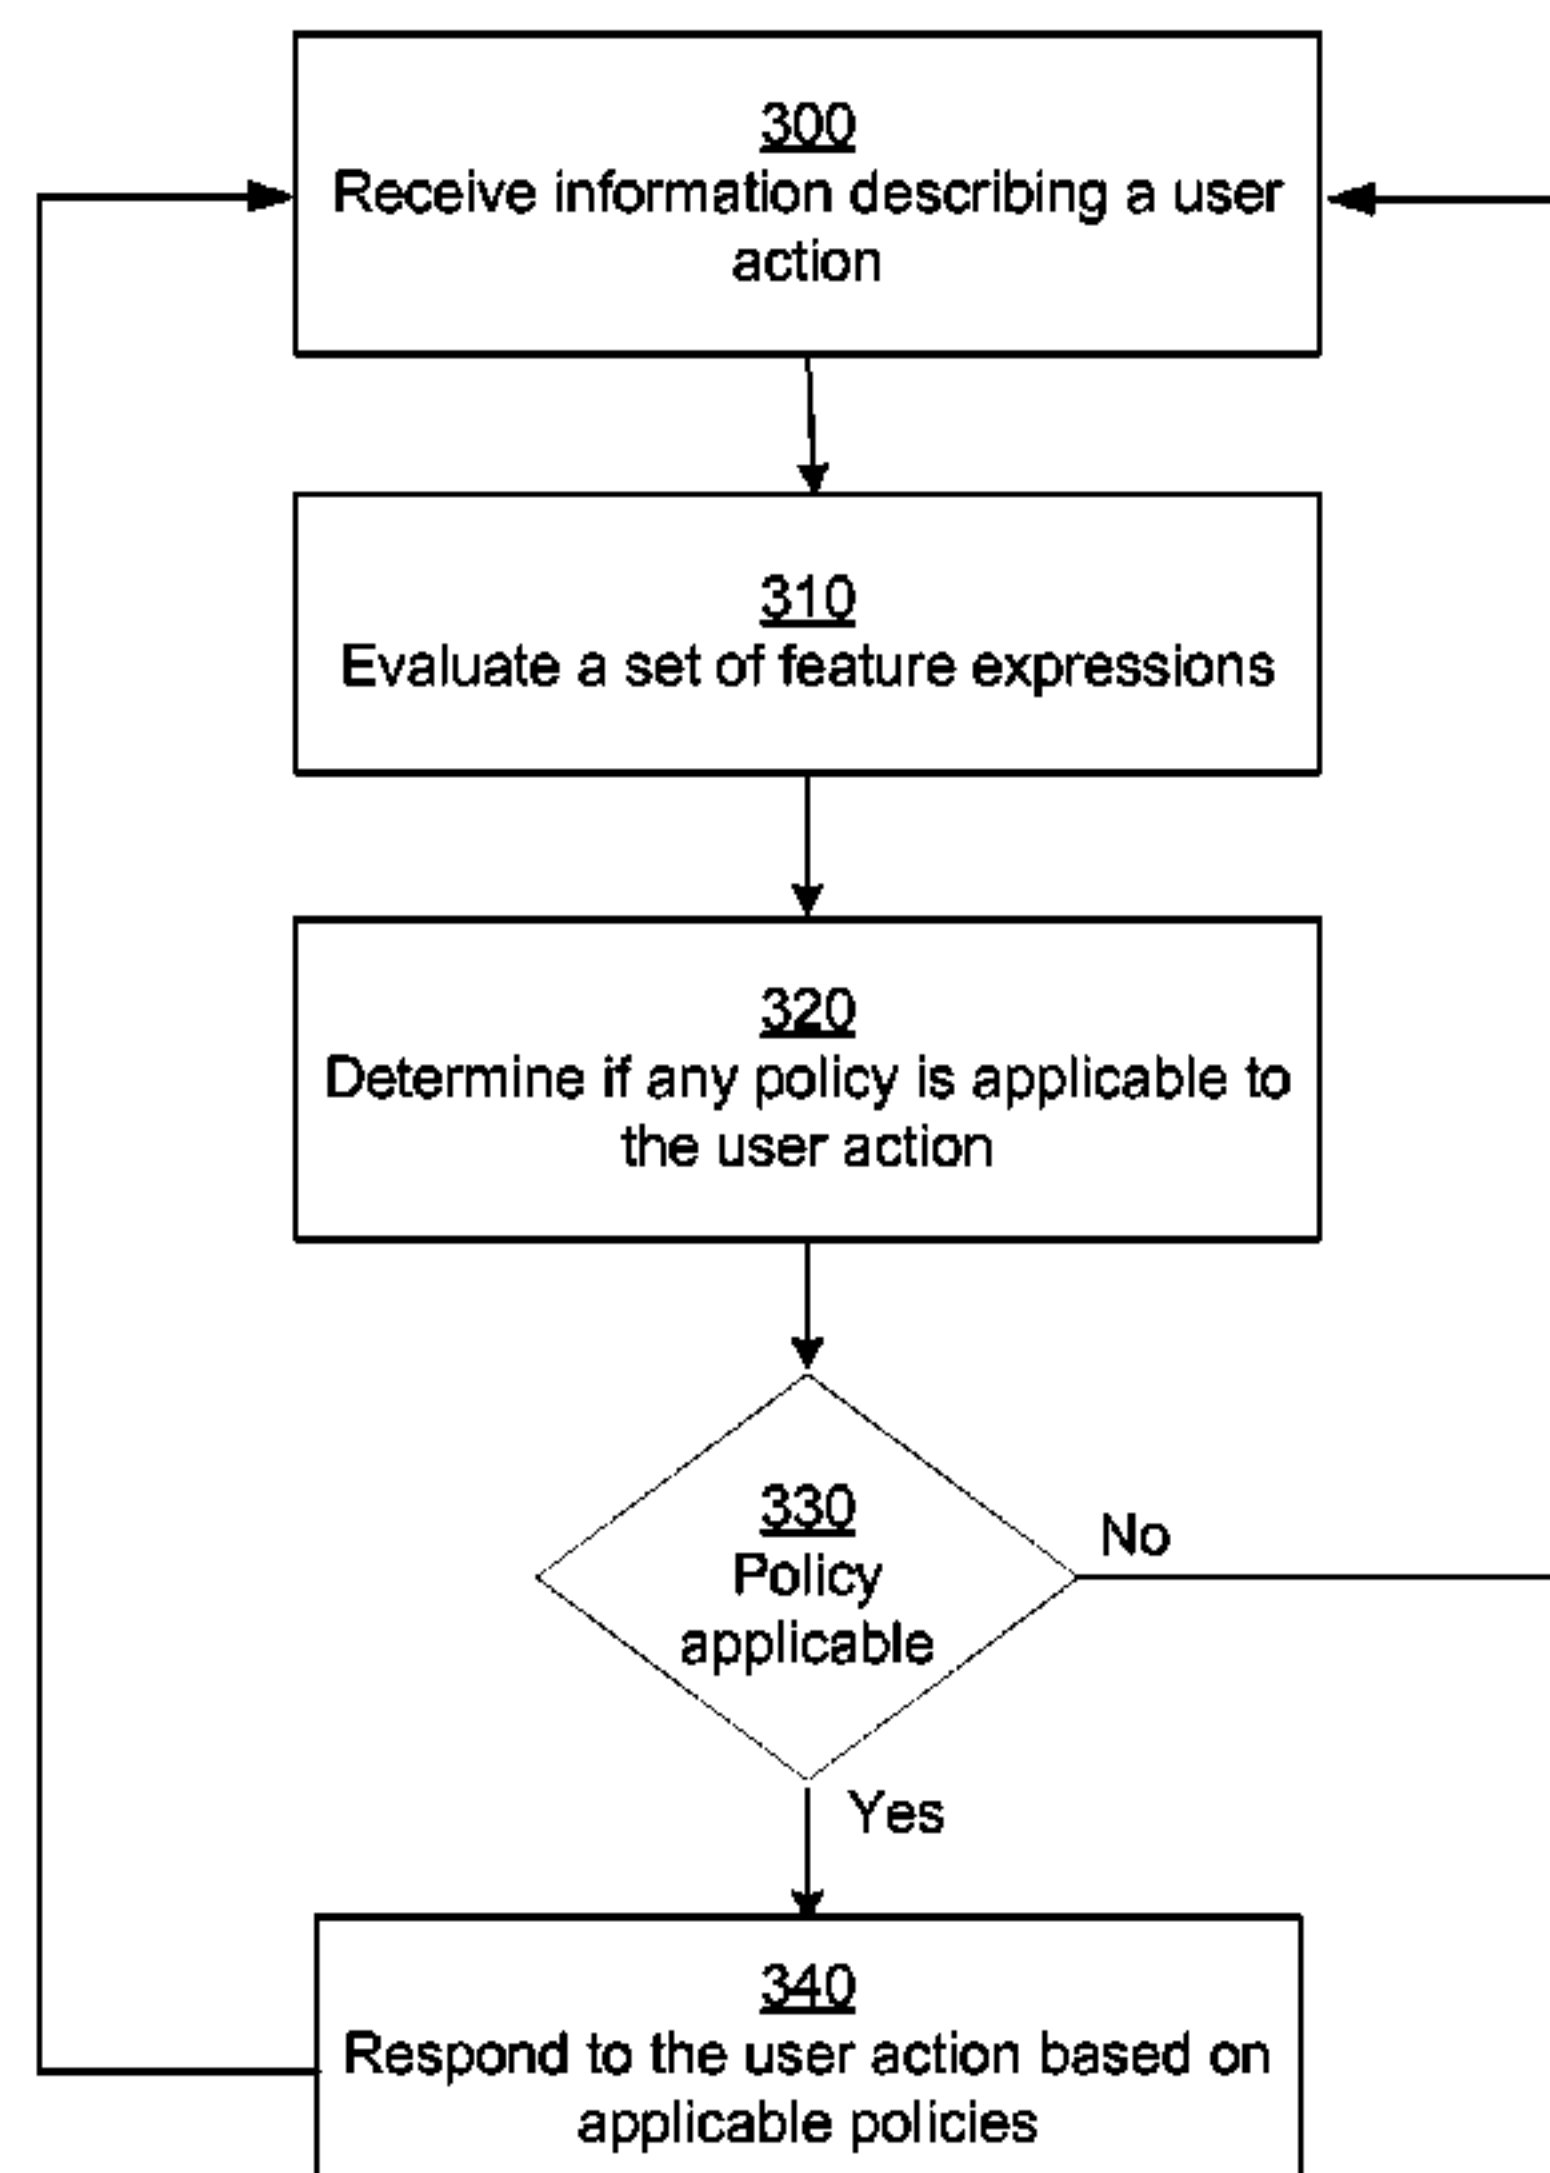 300
Receive information describing a user
action
310
Evaluate a set of feature expressions
320
Determine if any policy is applicable to
the user action
330
Policy
applicable
No
Yes
340
Respond to the user action based on
applicable policies